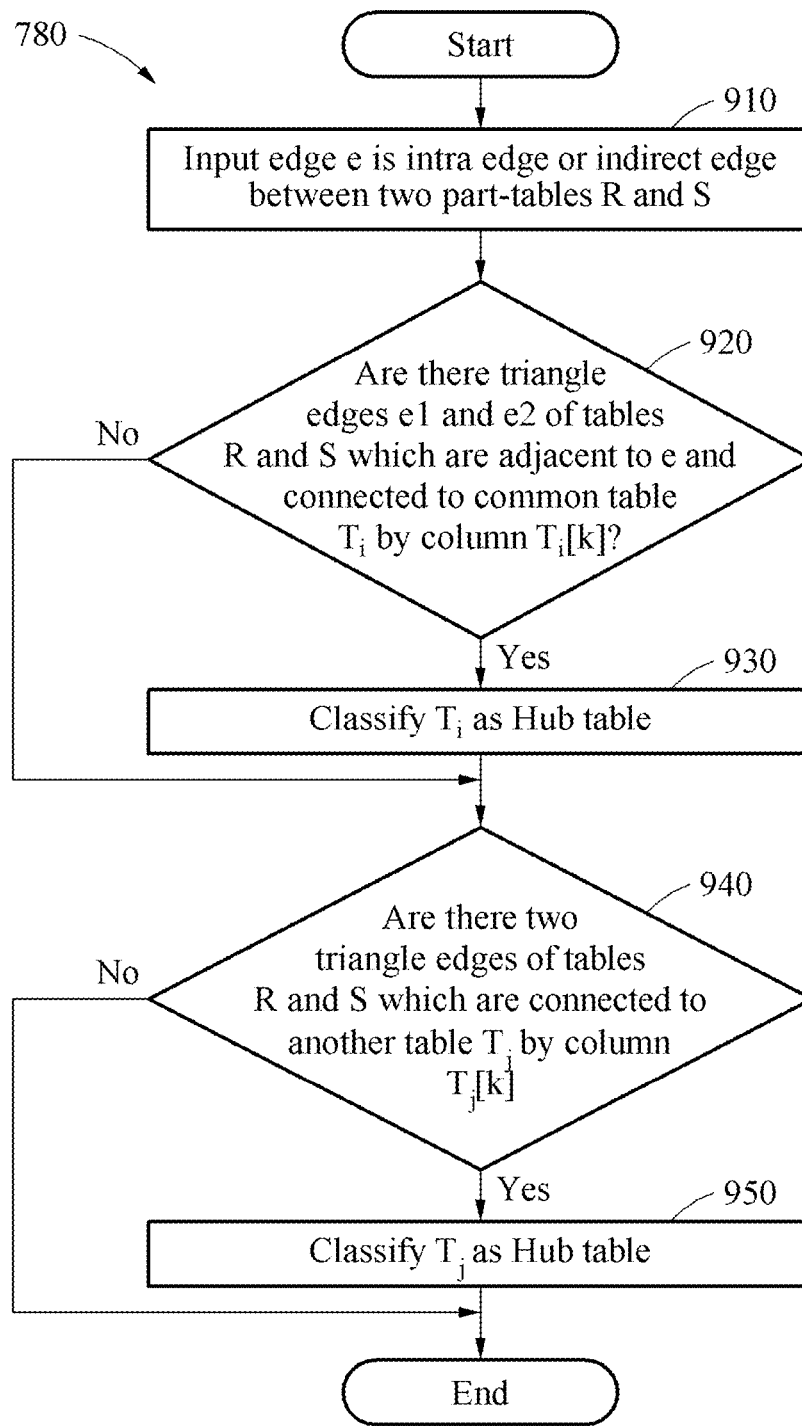 780
Start
910
Input edge e is intra edge or indirect edge
between two part-tables R and S
920
Are there triangle
edges e1 and e2 of tables
R and S which are adjacent to e and
connected to common table
Tᵢ by column Tᵢ[k]?
No
Yes
930
Classify Tᵢ as Hub table
940
Are there two
triangle edges of tables
R and S which are connected to
another table Tⱼ by column
Tⱼ[k]
No
Yes
950
Classify Tⱼ as Hub table
End